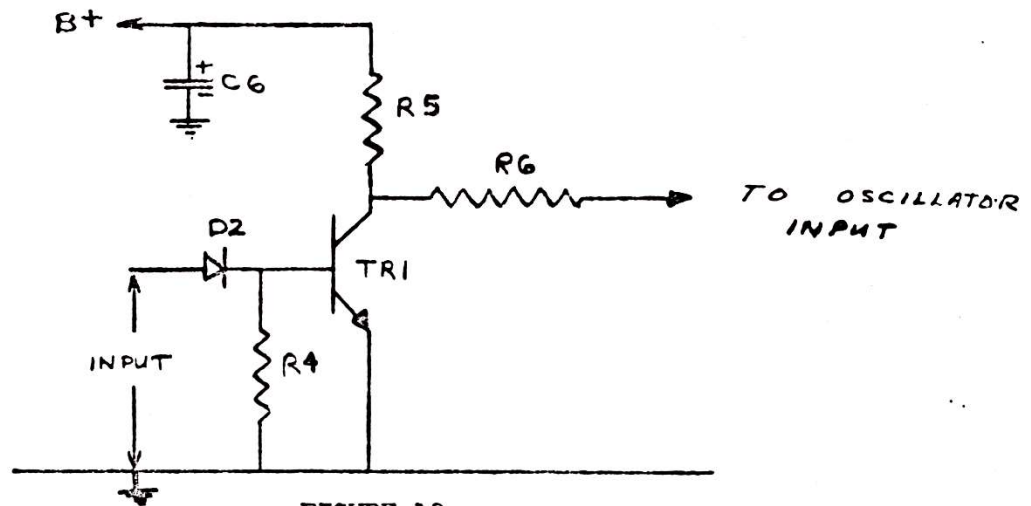 B+
+
C6
-
R5
R6
TO OSCILLATOR
INPUT
D2
TR1
INPUT
R4